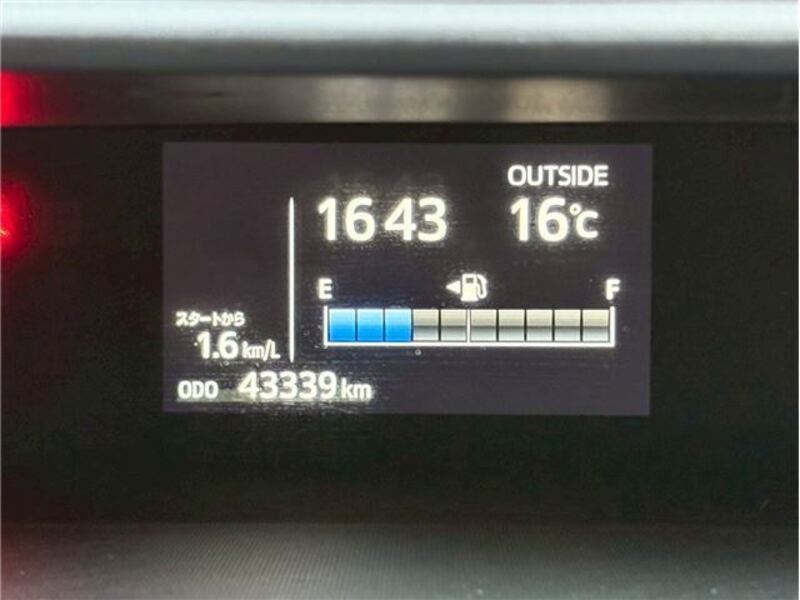 OUTSIDE
16 43 16℃
E F
スタートから
1.6 km/L
ODO 43339 km